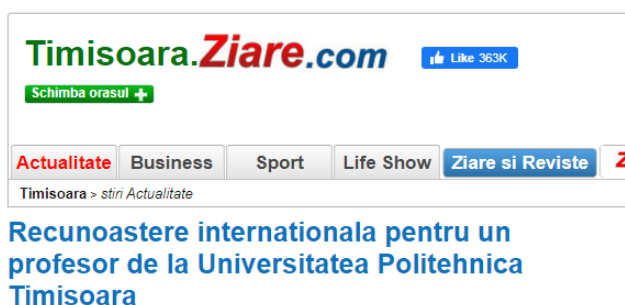 Timisoara.Ziare.com
Like 363K
Schimba orasul
Actualitate Business Sport Life Show Ziare si Reviste Z
Timisoara > stiri Actualitate
Recunoastere internationala pentru un
profesor de la Universitatea Politehnica
Timisoara